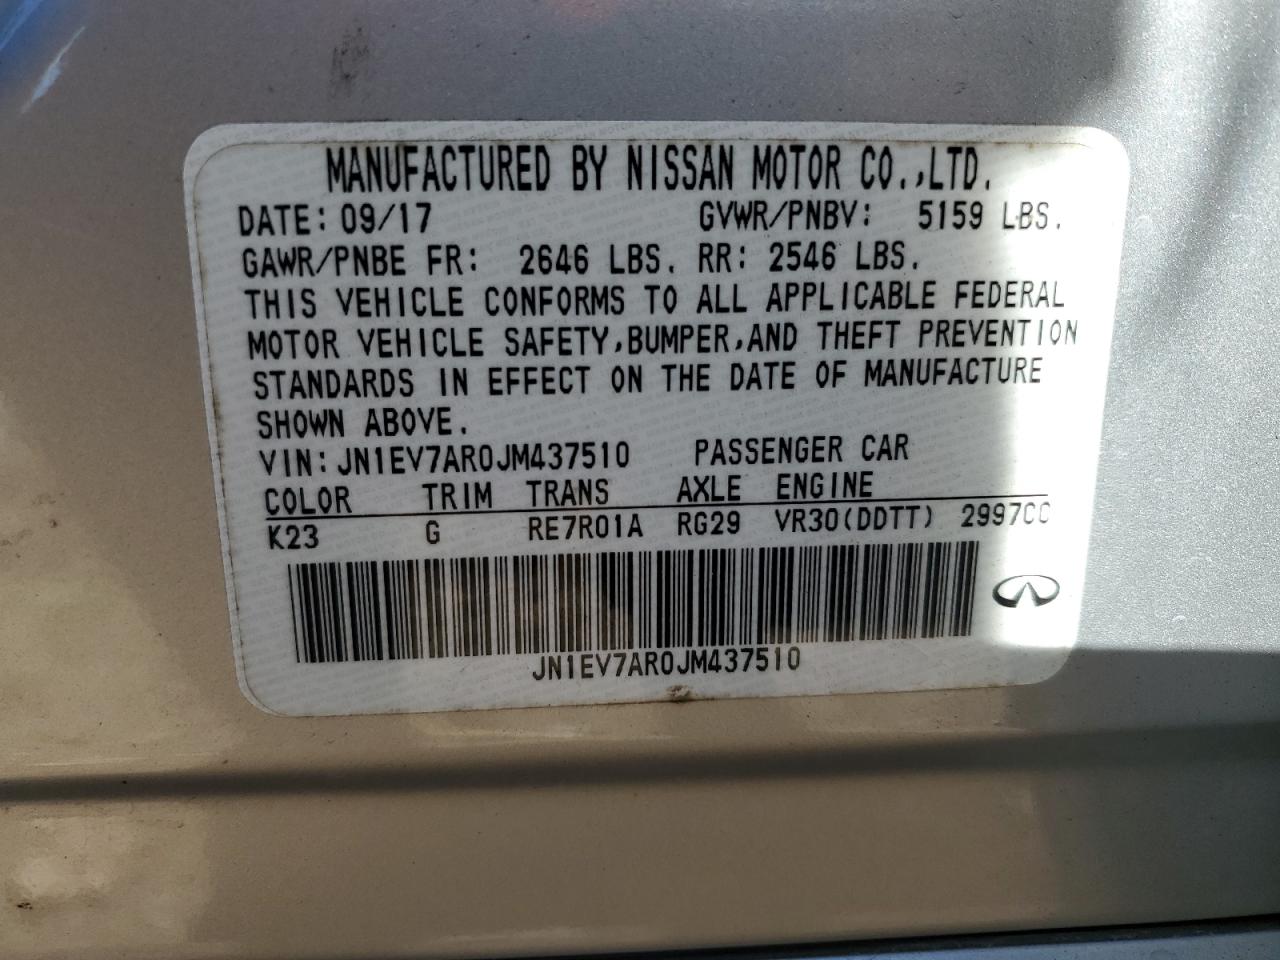 MANUFACTURED BY NISSAN MOTOR CO.,LTD.
DATE: 09/17 GVWR/PNBV: 5159 LBS.
GAWR/PNBE FR: 2646 LBS. RR: 2546 LBS.
THIS VEHICLE CONFORMS TO ALL APPLICABLE FEDERAL
MOTOR VEHICLE SAFETY,BUMPER,AND THEFT PREVENTION
STANDARDS IN EFFECT ON THE DATE OF MANUFACTURE
SHOWN ABOVE.
VIN: JN1EV7AR0JM437510 PASSENGER CAR
COLOR TRIM TRANS AXLE ENGINE
K23 G RE7R01A RG29 VR30(DDTT) 2997CC
JN1EV7AR0JM437510